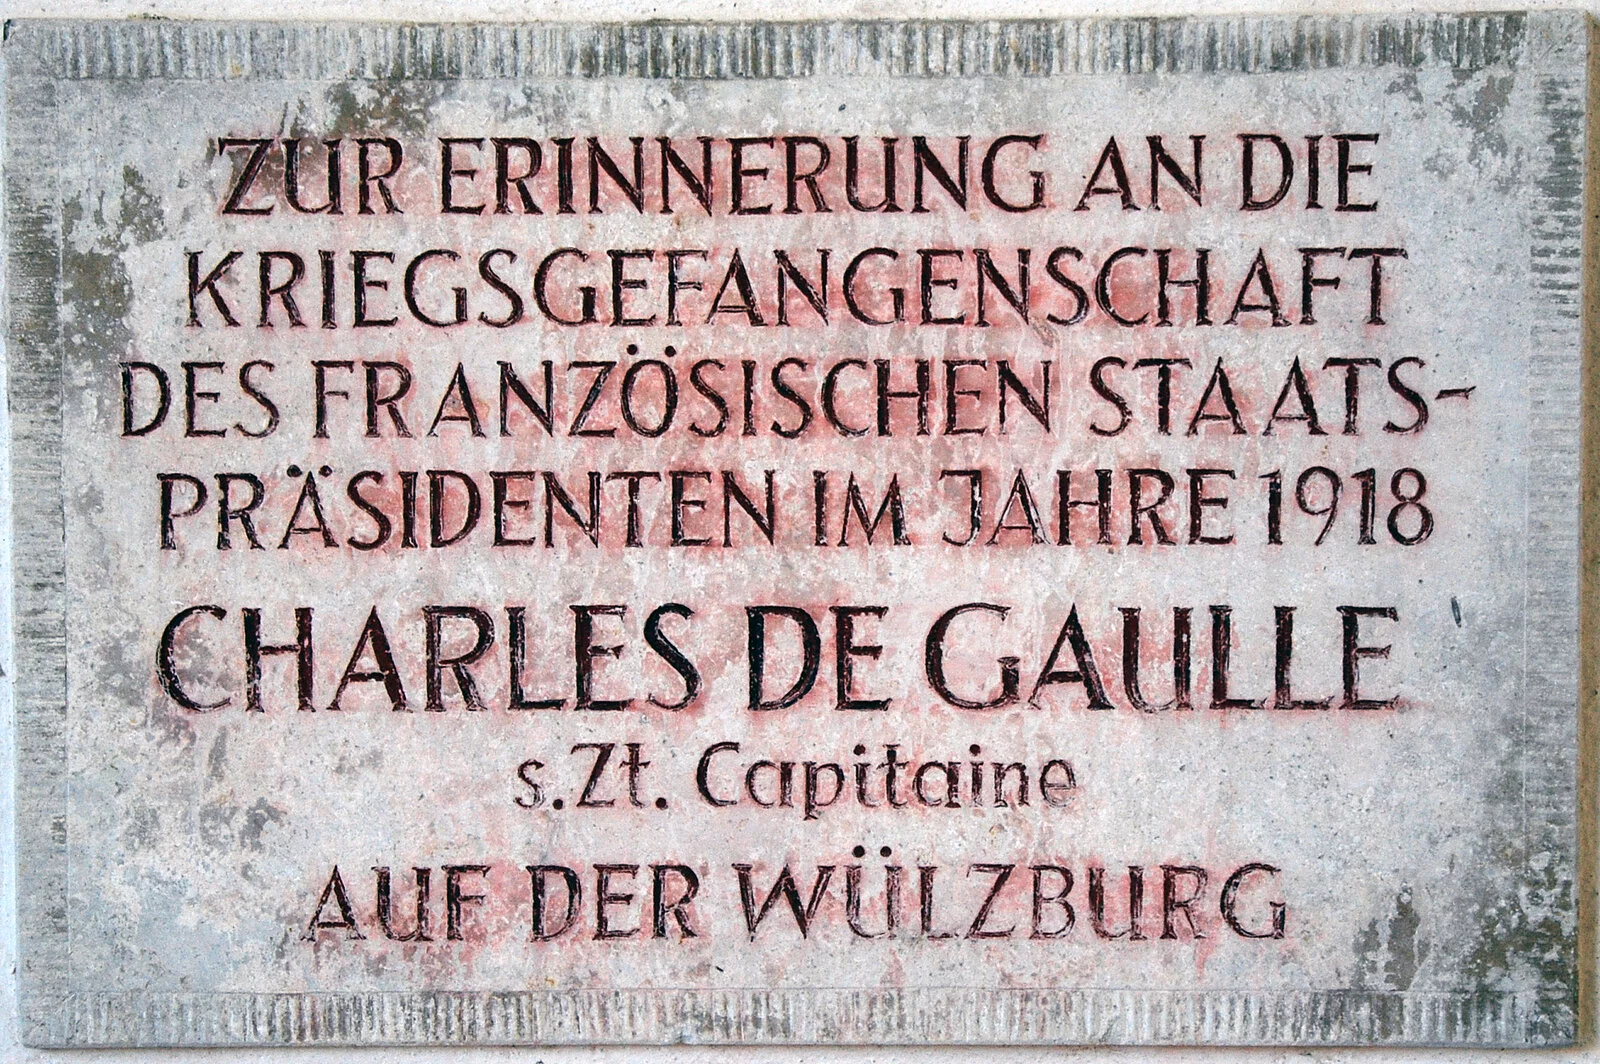 ZUR ERINNERUNG AN DIE
KRIEGSGEFANGENSCHAFT
DES FRANZÖSISCHEN STAATS-
PRÄSIDENTEN IM JAHRE 1918
CHARLES DE GAULLE
s.Zt. Capitaine
AUF DER WÜLZBURG